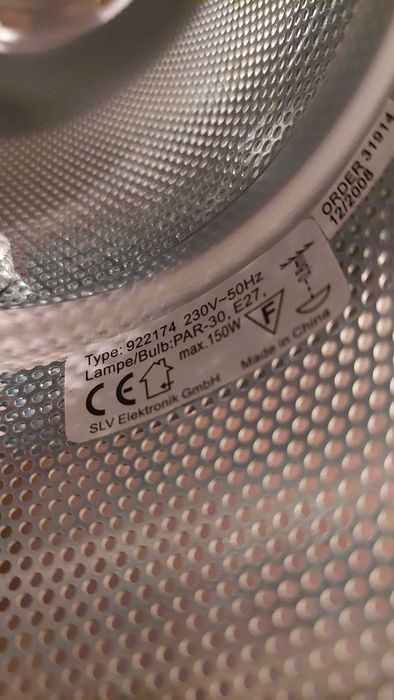 Type: 922174 230V~50Hz
Lampe/Bulb:PAR-30, E27,
max.150W
F
CE
SLV Elektronik GmbH
Made in China
ORDER 31914
12/2008